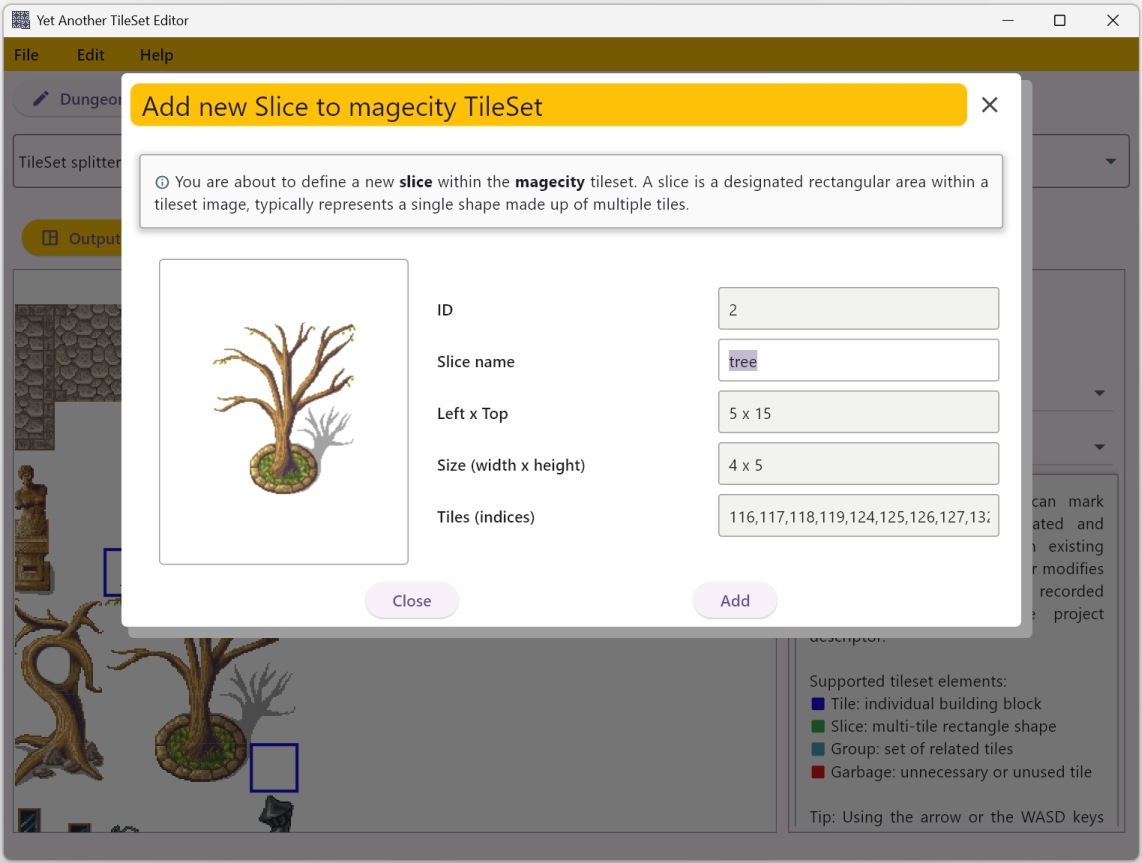 Yet Another TileSet Editor
File Edit Help
Dungeon
Add new Slice to magecity TileSet
TileSet splitter
You are about to define a new slice within the magecity tileset. A slice is a designated rectangular area within a
tileset image, typically represents a single shape made up of multiple tiles.
Output
ID 2
Slice name tree
Left x Top 5 x 15
Size (width x height) 4 x 5
Tiles (indices) 116,117,118,119,124,125,126,127,132
can mark
and
existing
modifies
recorded
project
descriptor.
Close Add
Supported tileset elements:
Tile: individual building block
Slice: multi-tile rectangle shape
Group: set of related tiles
Garbage: unnecessary or unused tile
Tip: Using the arrow or the WASD keys